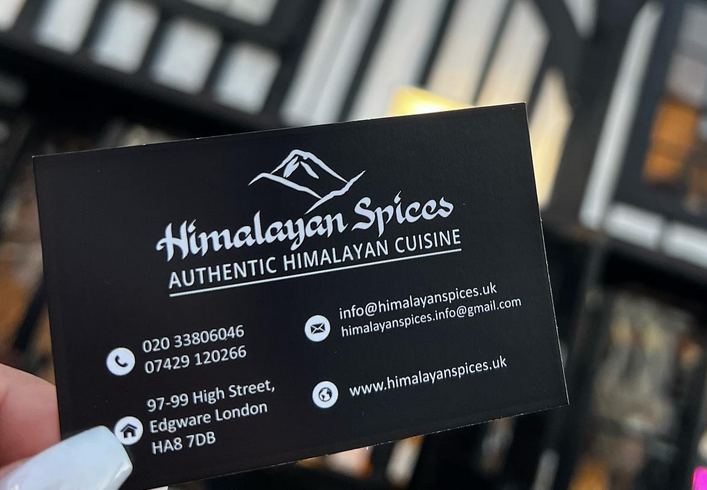 Himalayan Spices
AUTHENTIC HIMALAYAN CUISINE
020 33806046
07429 120266
97-99 High Street,
Edgware London
HA8 7DB
info@himalayanspices.uk
himalayanspices.info@gmail.com
www.himalayanspices.uk